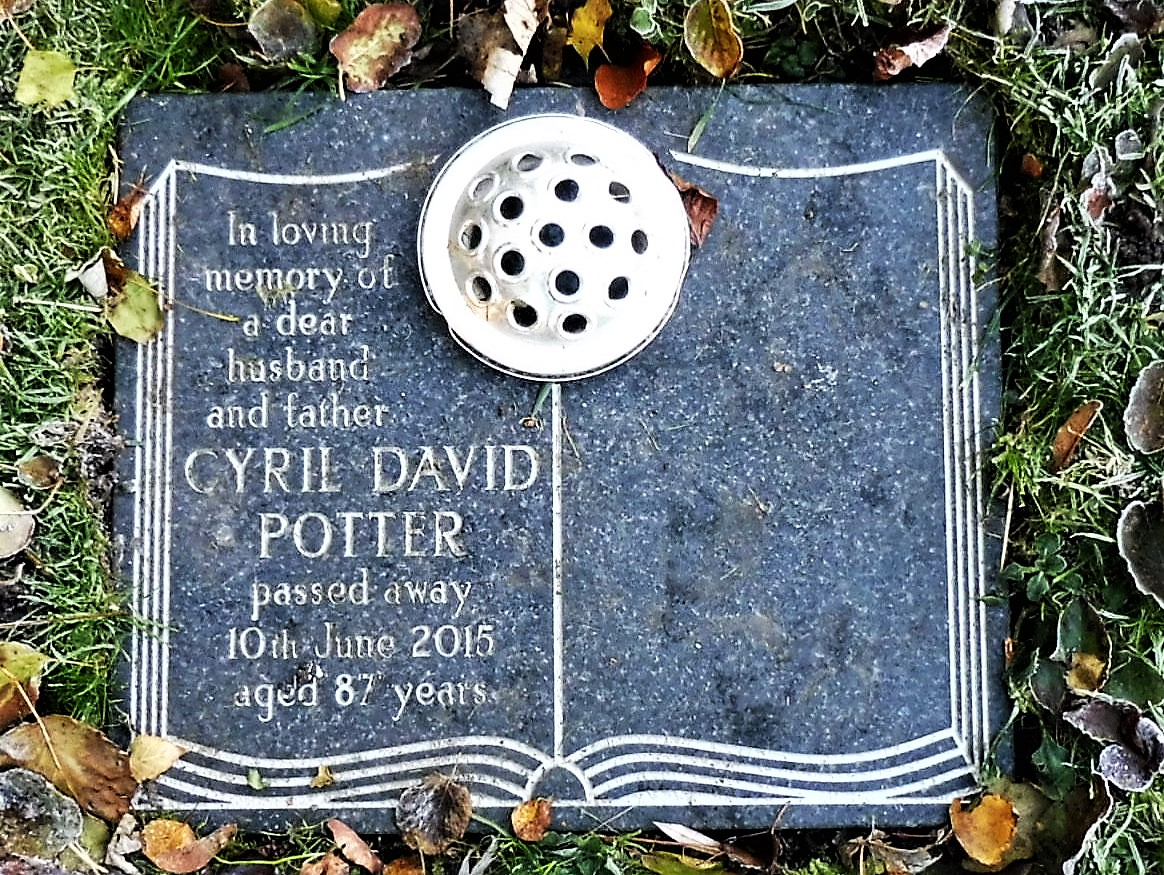 In loving
memory of
a dear
husband
and father
CYRIL DAVID
POTTER
passed away
10th June 2015
aged 87 years